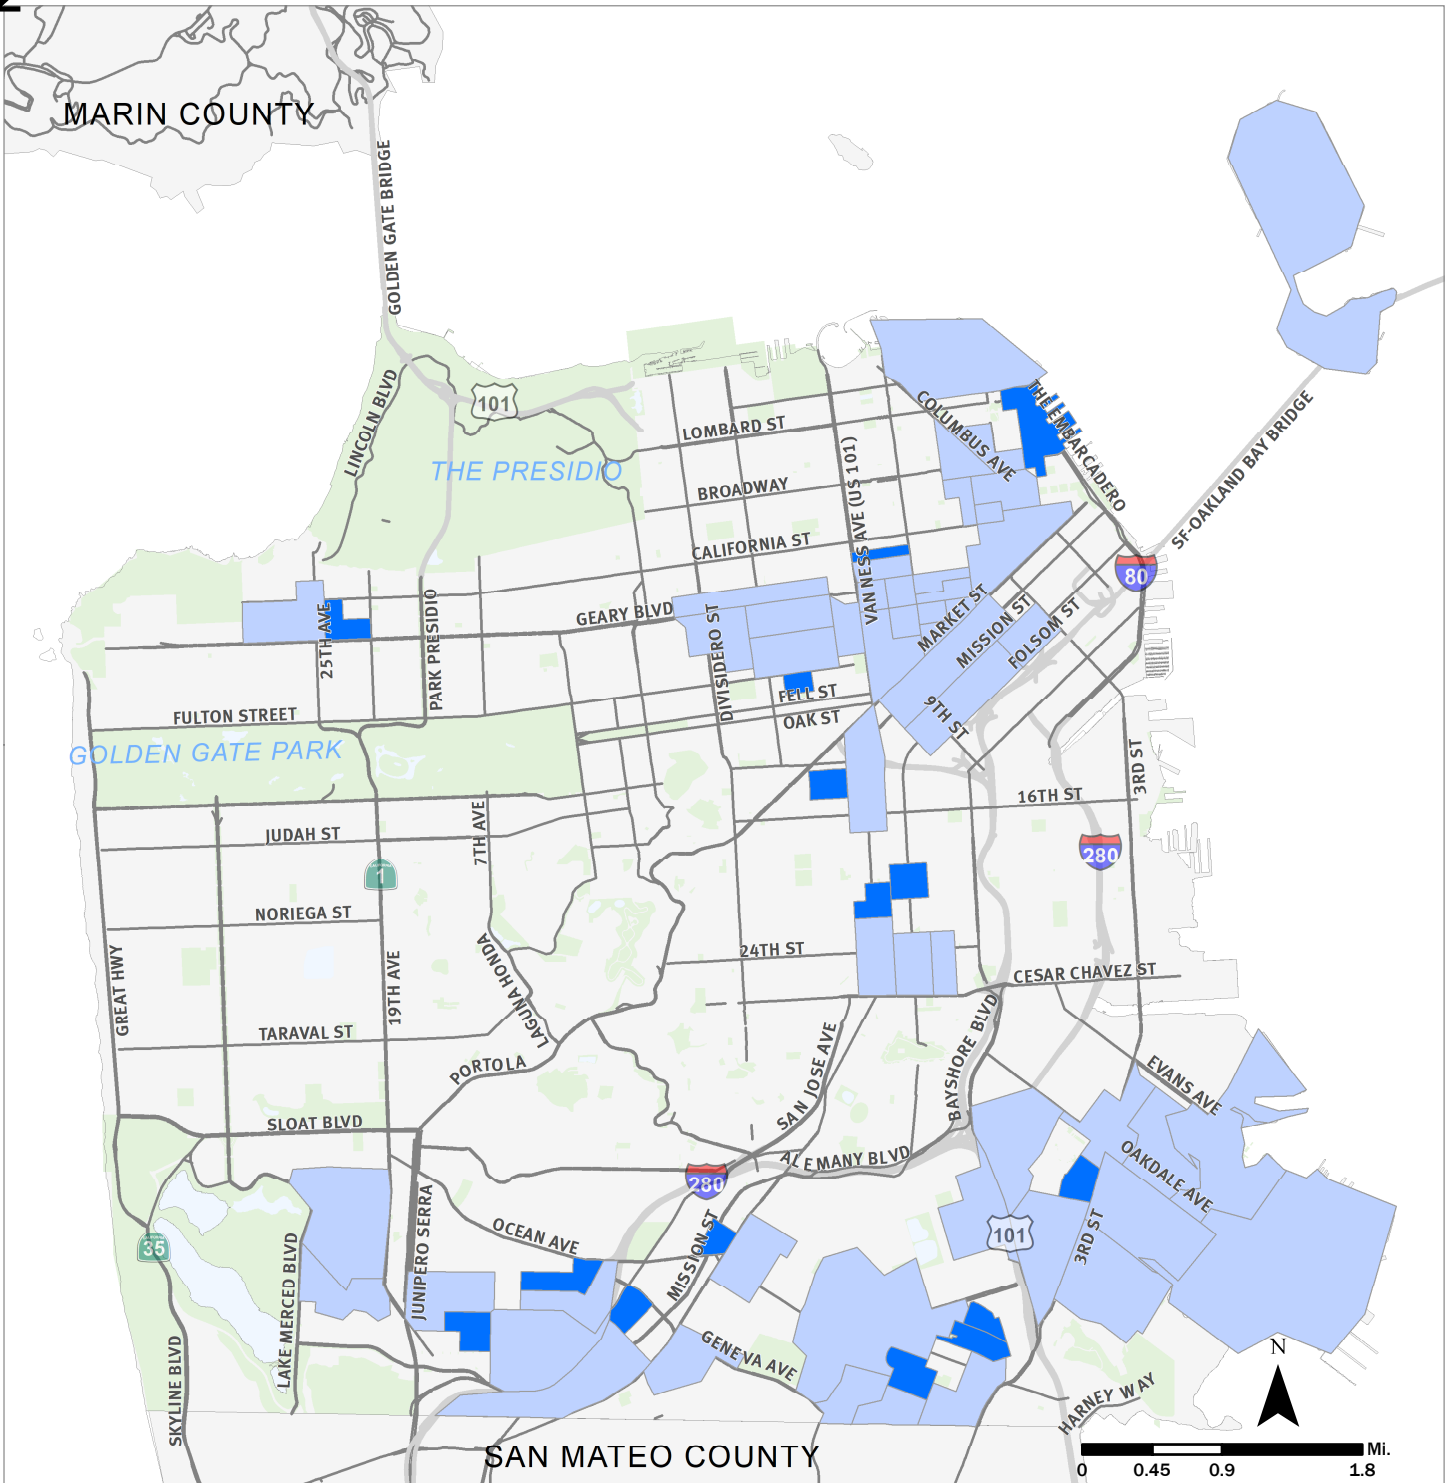 MARIN COUNTY
GOLDEN GATE BRIDGE
LINCOLN BLVD
101
THE PRESIDIO
LOMBARD ST
BROADWAY
CALIFORNIA ST
VAN NESS AVE (US 101)
COLUMBUS AVE
THE EMBARCADERO
SF-OAKLAND BAY BRIDGE
80
GEARY BLVD
25TH AVE
PARK PRESIDIO
DIVISIDERO ST
MARKET ST
MISSION ST
FOLSOM ST
9TH ST
FELL ST
OAK ST
FULTON STREET
GOLDEN GATE PARK
3RD ST
16TH ST
280
JUDAH ST
7TH AVE
CALIFORNIA
1
NORIEGA ST
24TH ST
CESAR CHAVEZ ST
GREAT HWY
19TH AVE
LAGUNA HONDA
TARAVAL ST
PORTOLA
SAN JOSE AVE
BAYSHORE BLVD
EVANS AVE
SLOAT BLVD
ALEMANY BLVD
OAKDALE AVE
280
CALIFORNIA
35
OCEAN AVE
MISSION ST
101
3RD ST
JUNIPERO SERRA
LAKE MERCED BLVD
SKYLINE BLVD
GENEVA AVE
HARNEY WAY
N
SAN MATEO COUNTY
Mi.
0 0.45 0.9 1.8